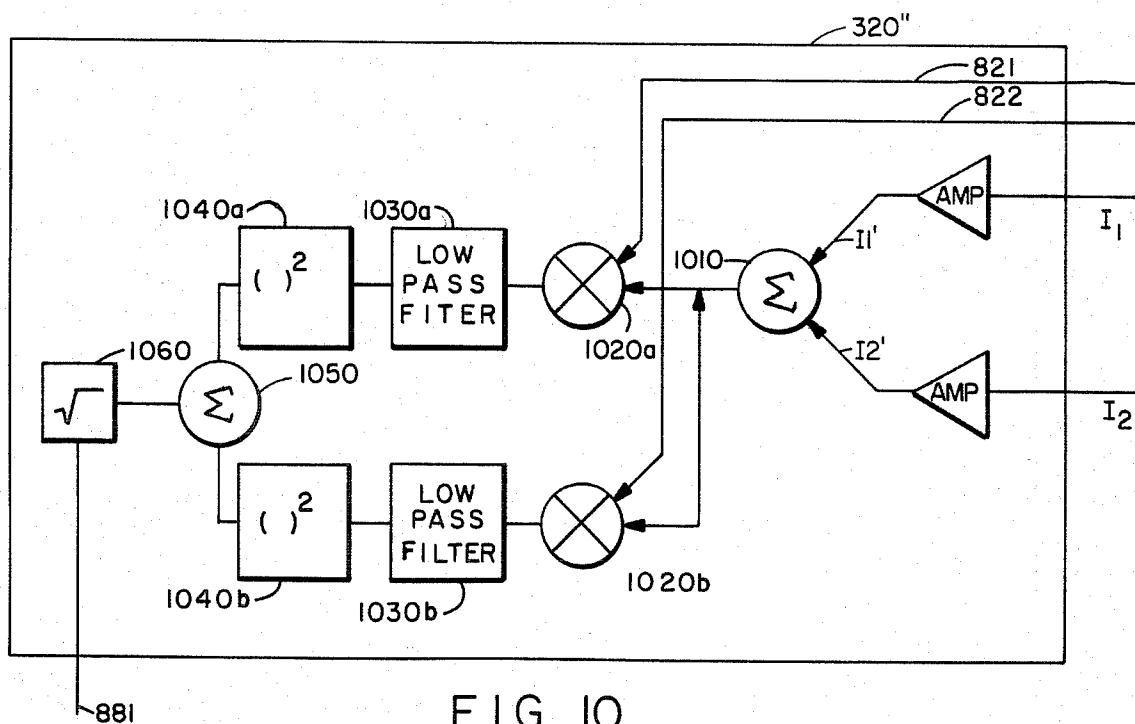 320"
821
822
AMP
I1'
I1
1040a
1030a
( )2
LOW
PASS
FITER
1010
Σ
1020a
1060
√
1050
Σ
I2'
AMP
I2
( )2
LOW
PASS
FILTER
1020b
1040b
1030b
881
FIG. 10